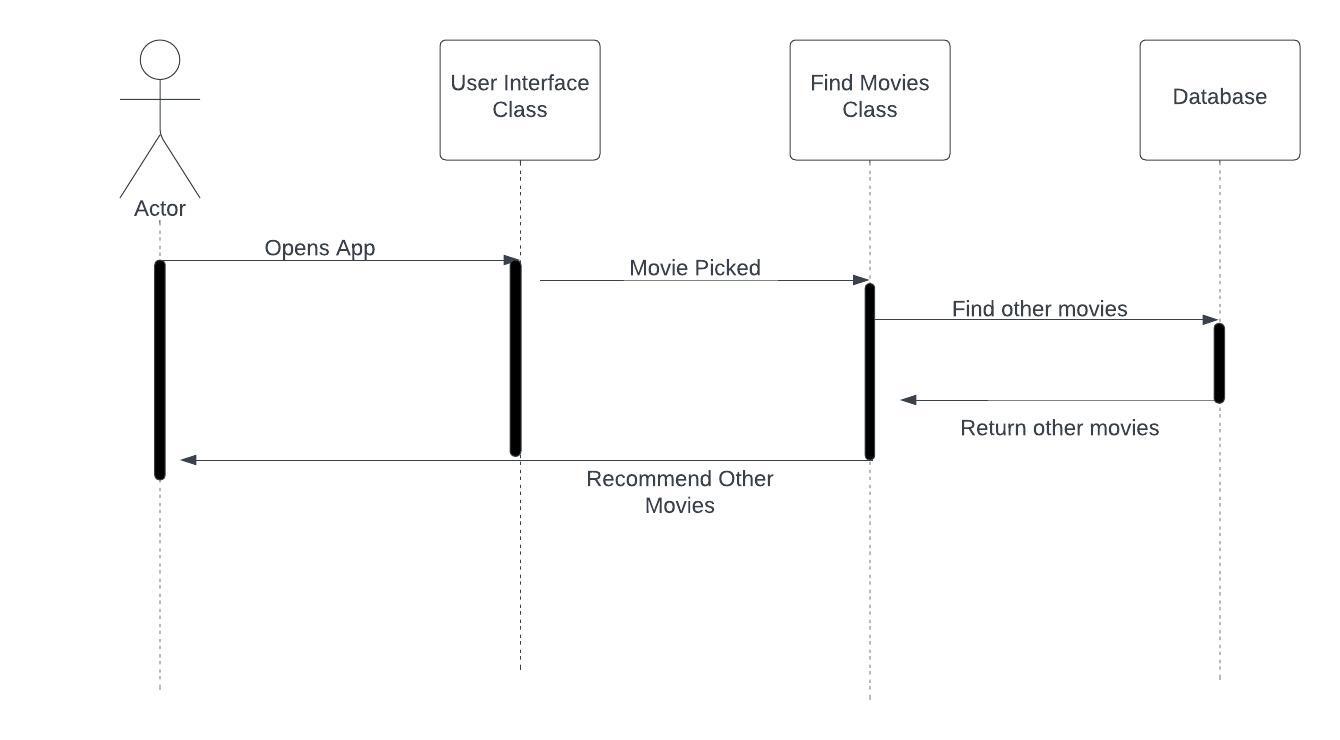 User Interface
Class
Find Movies
Class
Database
Actor
Opens App
Movie Picked
Find other movies
Return other movies
Recommend Other
Movies